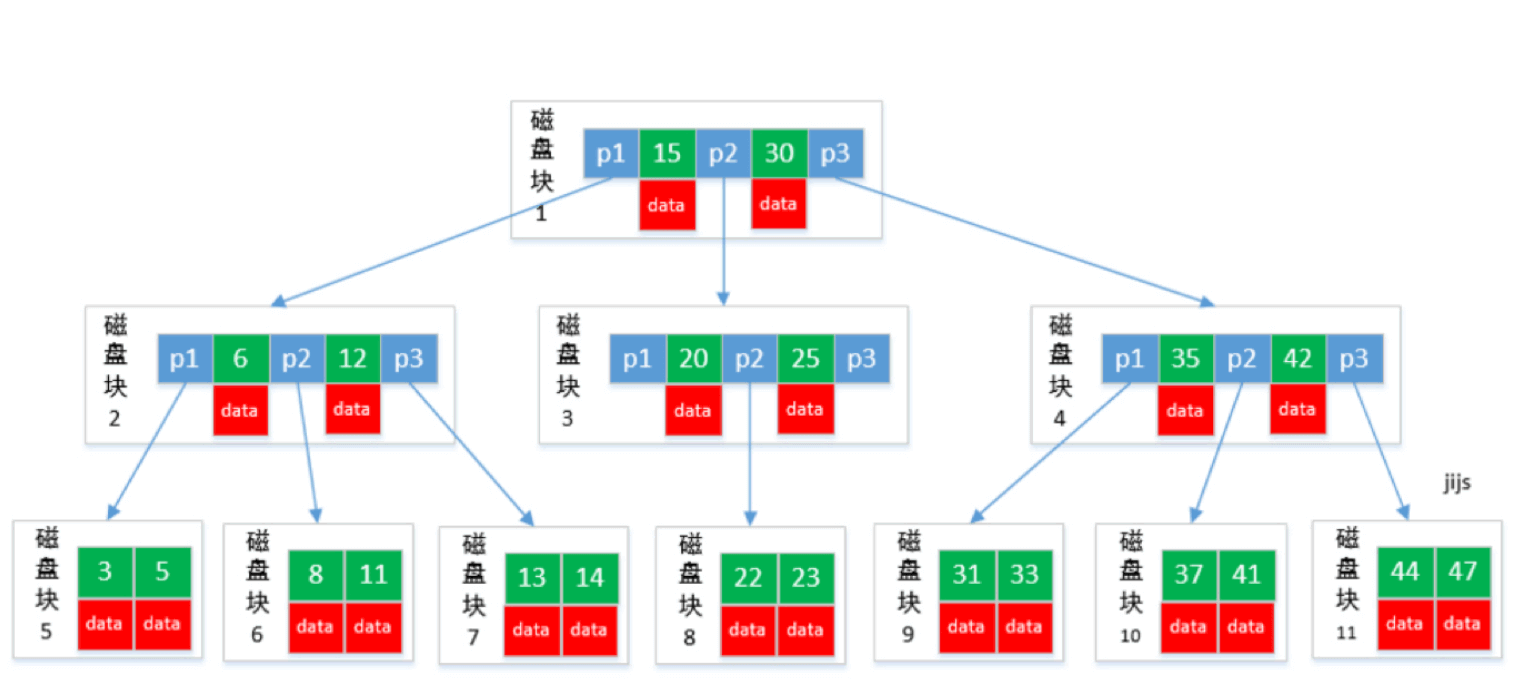 磁盘块1
p1 15 p2 30 p3
data data
磁盘块2
p1 6 p2 12 p3
data data
磁盘块3
p1 20 p2 25 p3
data data
磁盘块4
p1 35 p2 42 p3
data data
jijs
磁盘块5
3 5
data data
磁盘块6
8 11
data data
磁盘块7
13 14
data data
磁盘块8
22 23
data data
磁盘块9
31 33
data data
磁盘块10
37 41
data data
磁盘块11
44 47
data data